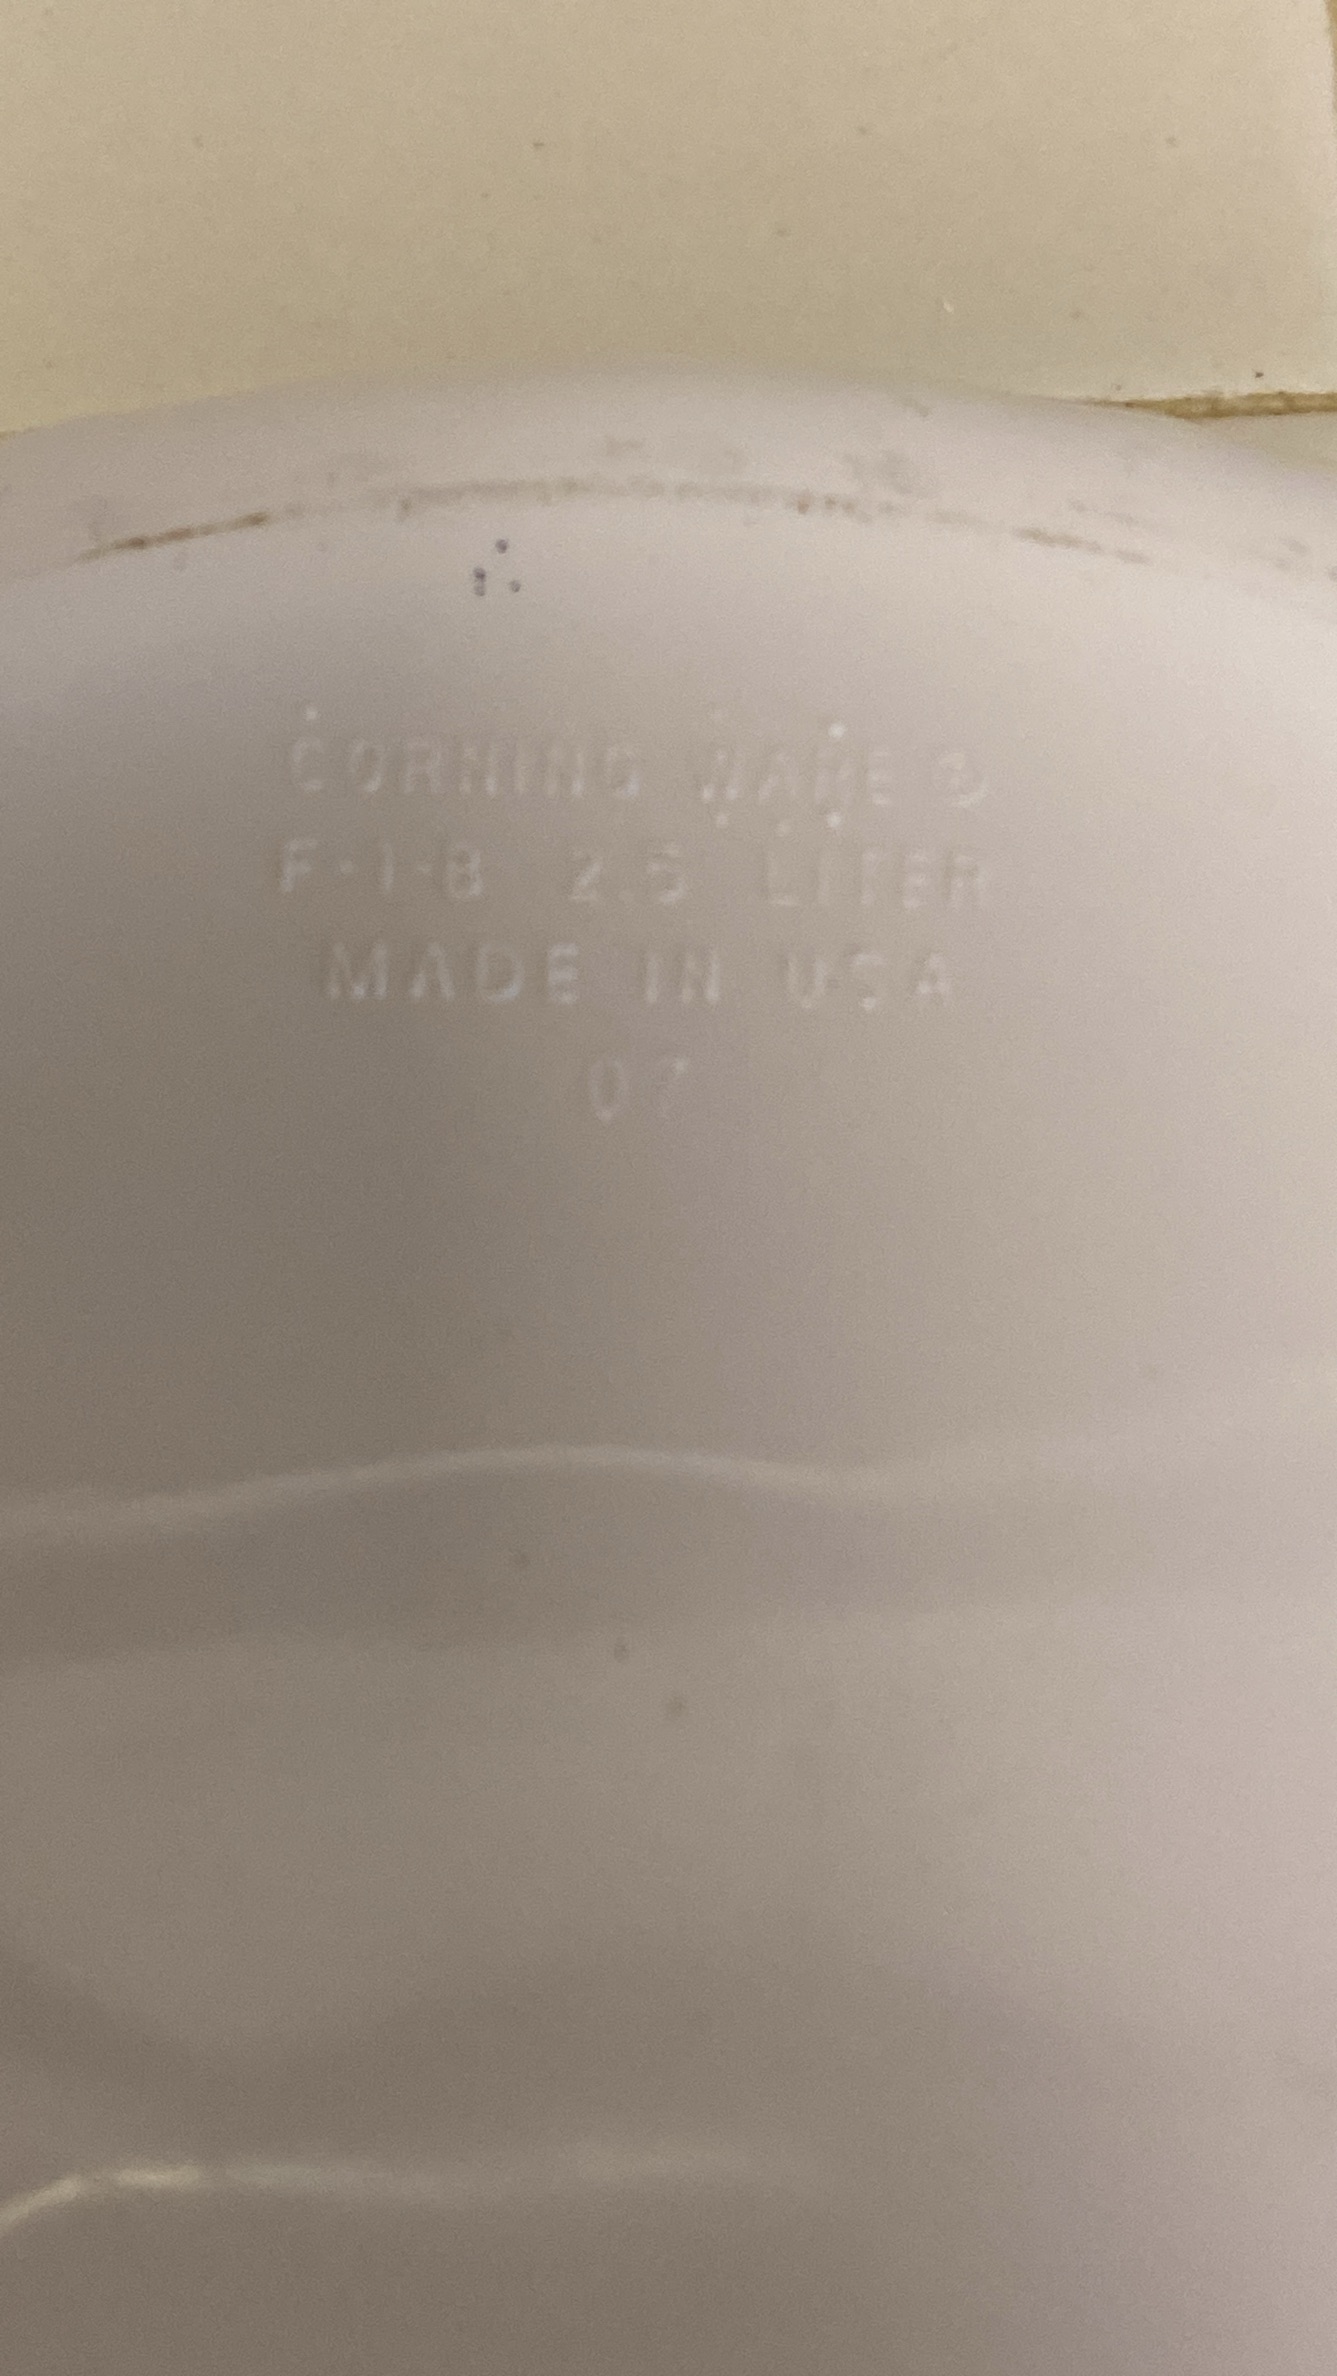 CORNING WARE ®
F-1-8 2.5 LITER
MADE IN USA
07